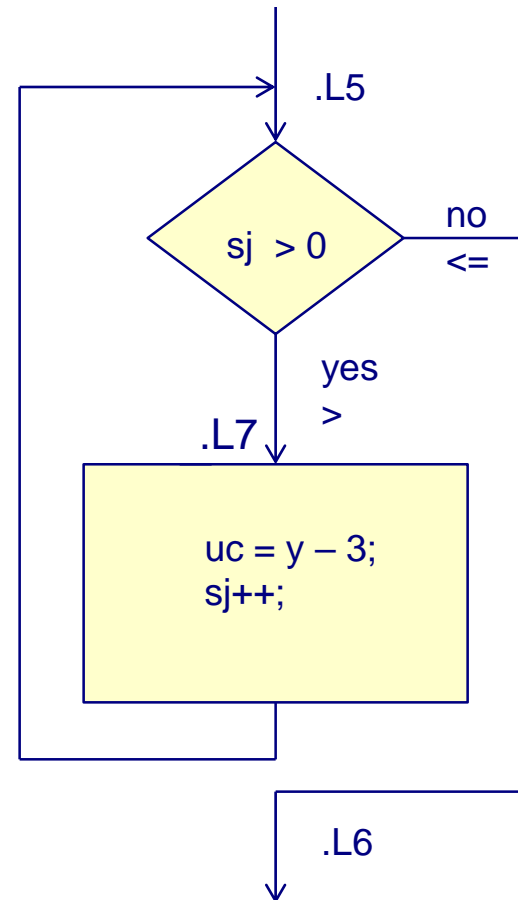 .L5
sj > 0
no
<=
yes
>
.L7
uc = y – 3;
sj++;
.L6